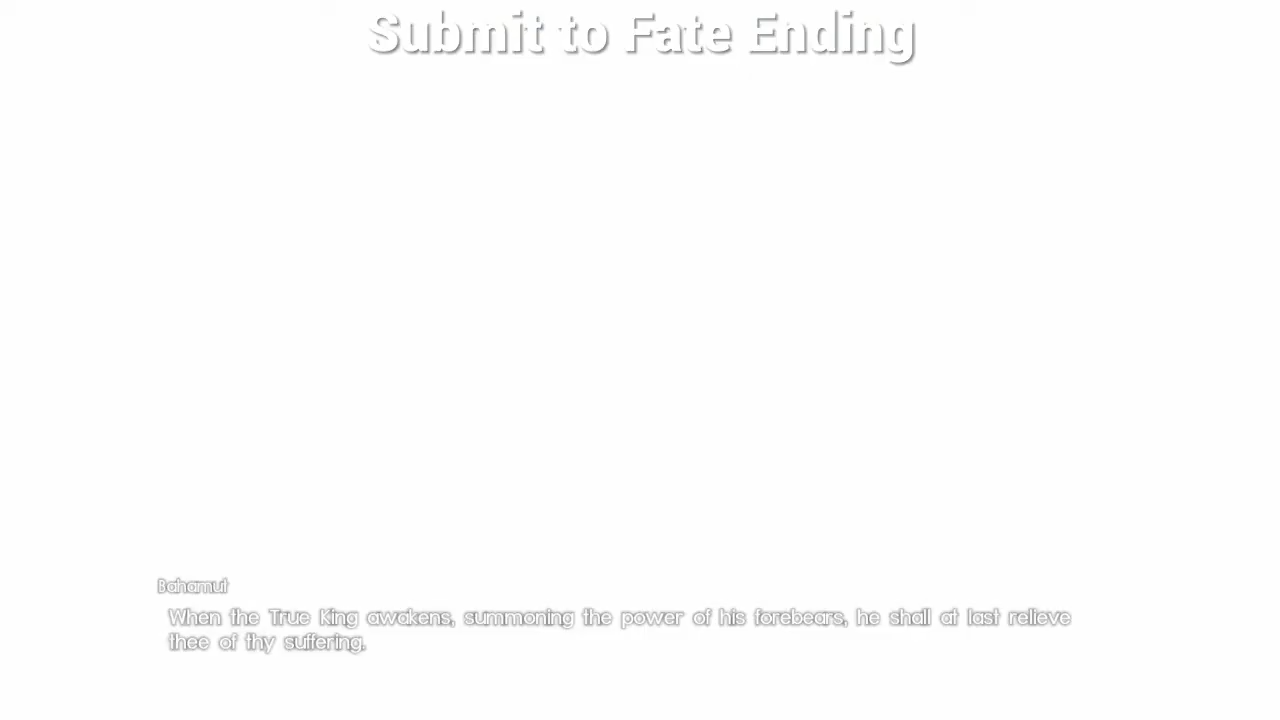 Submit to Fate Ending
Bahamut
When the True King awakens, summoning the power of his forebears, he shall at last relieve
thee of thy suffering.